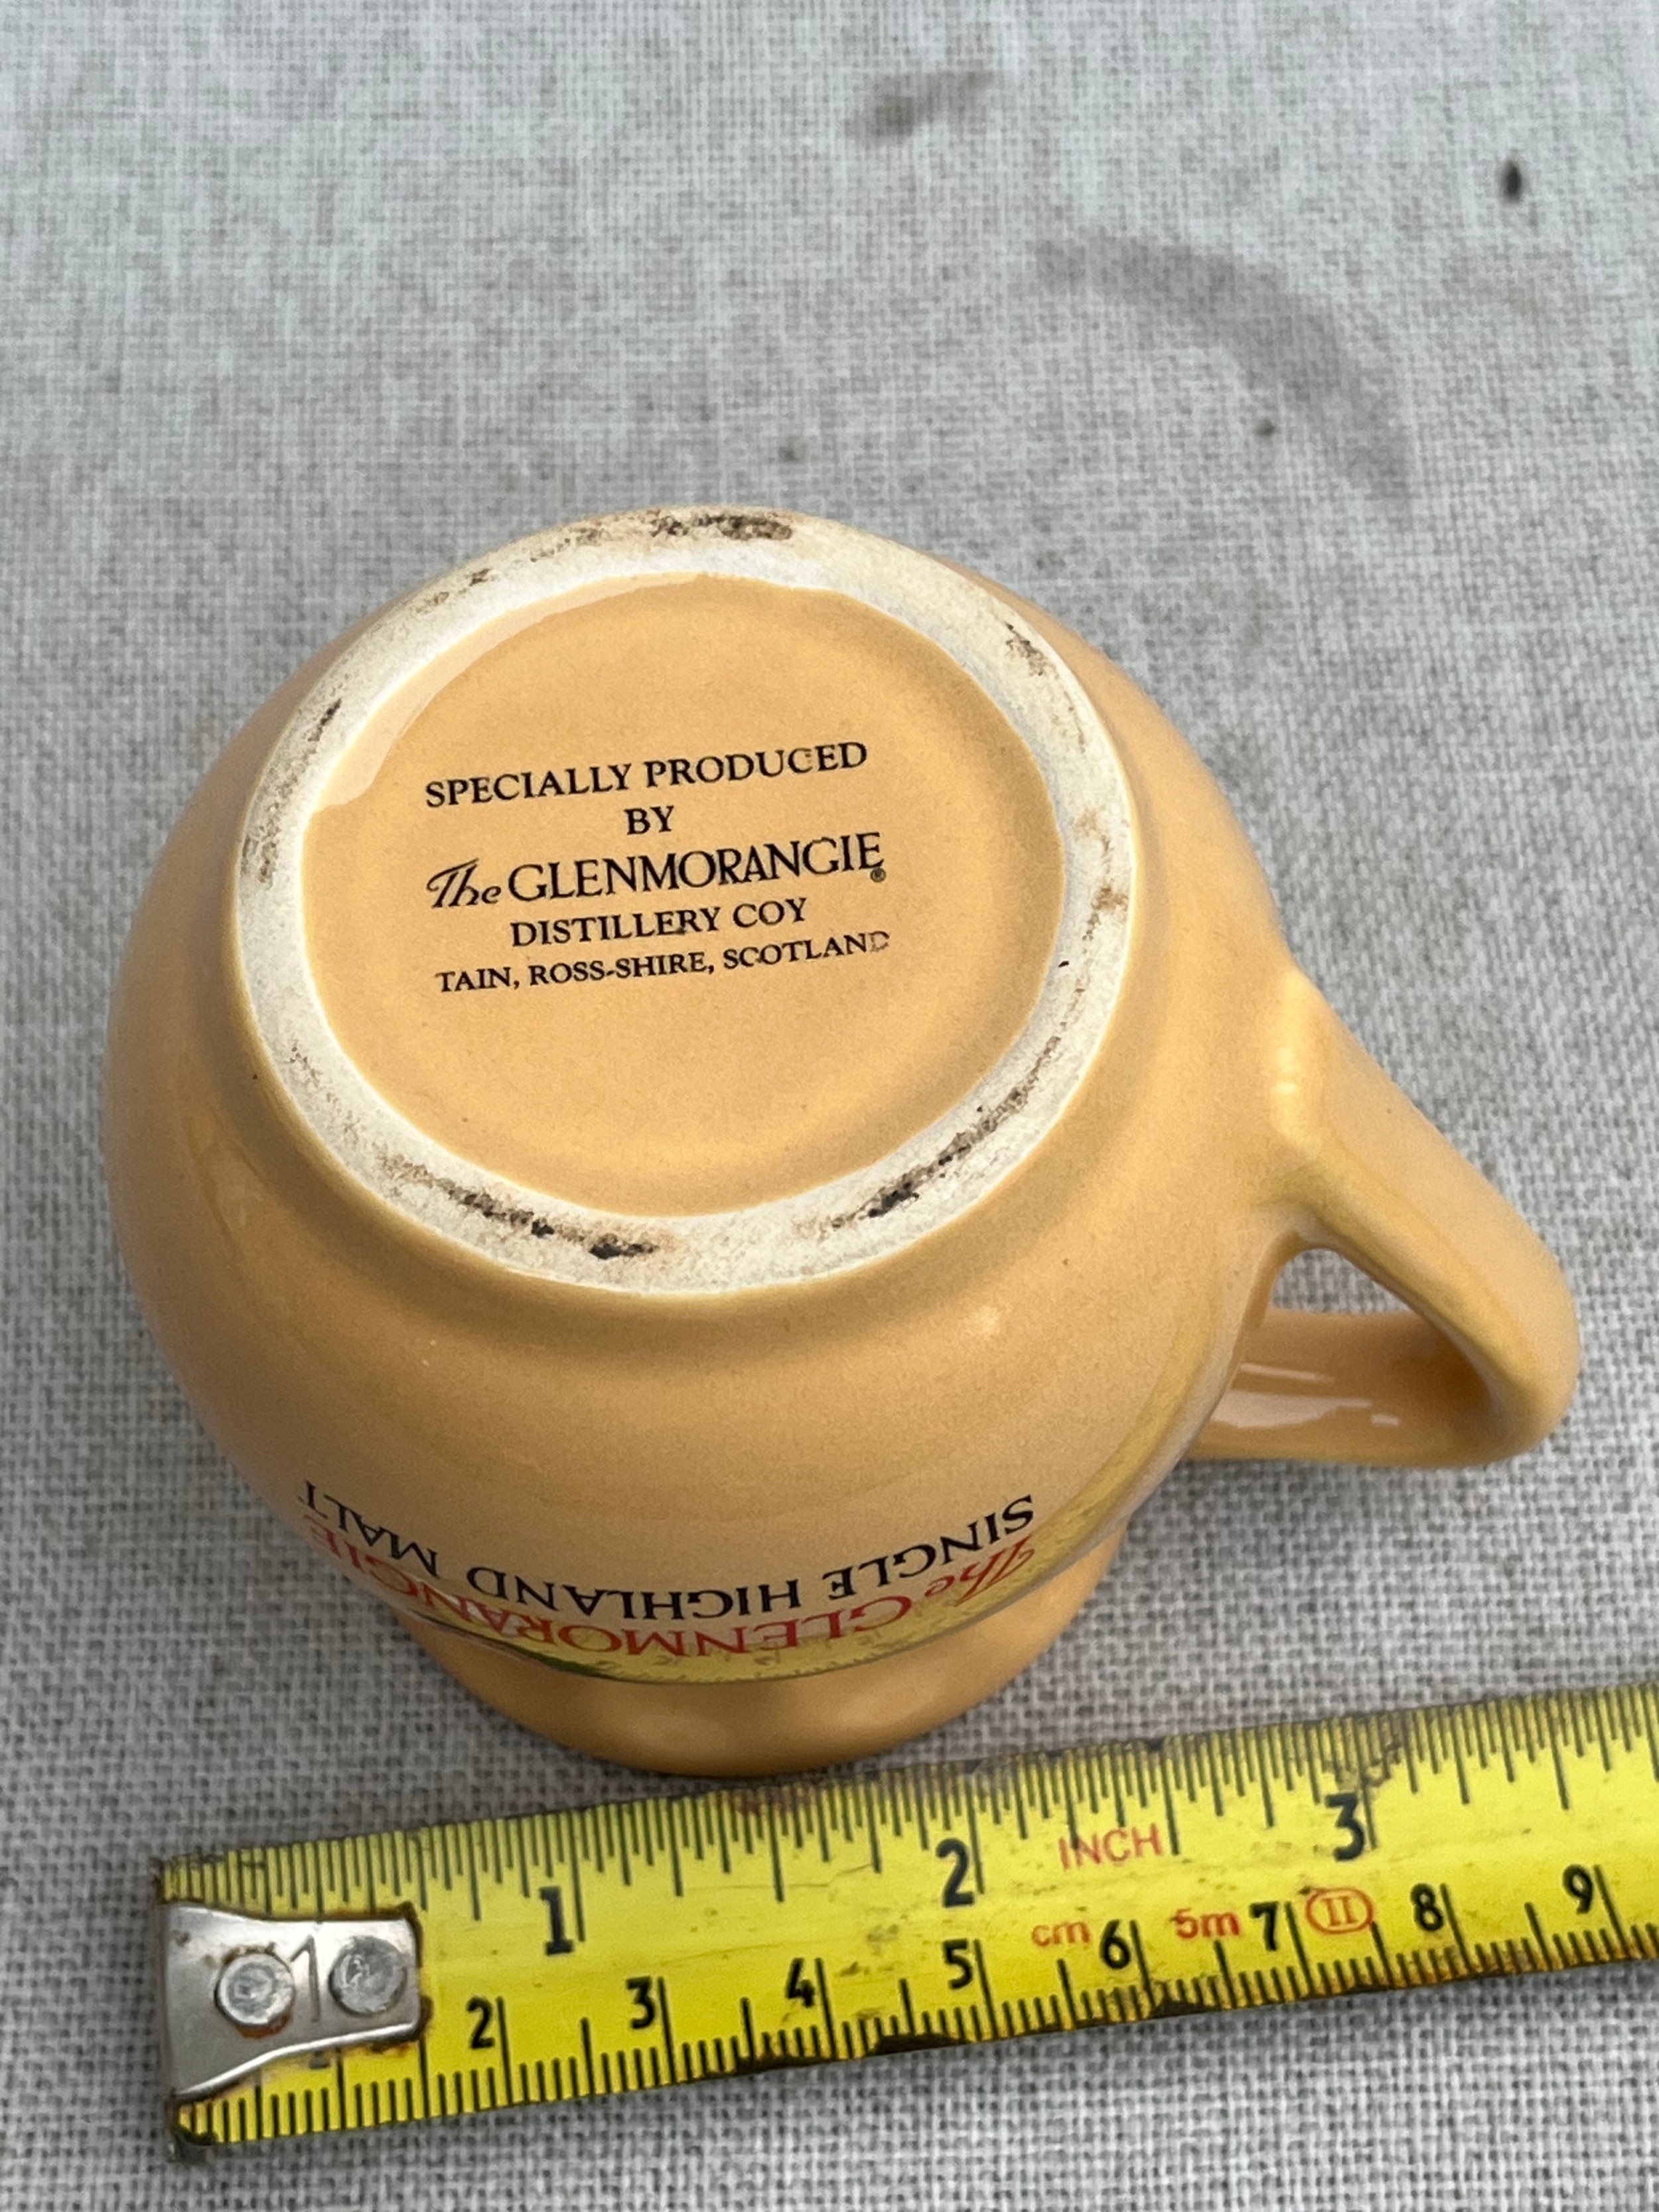 SPECIALLY PRODUCED
BY
The GLENMORANGIE®
DISTILLERY COY
TAIN, ROSS-SHIRE, SCOTLAND
The GLENMORANGIE
SINGLE HIGHLAND MALT
1 2 INCH 3
1 2 3 4 5 cm 6 5m 7 II 8 9